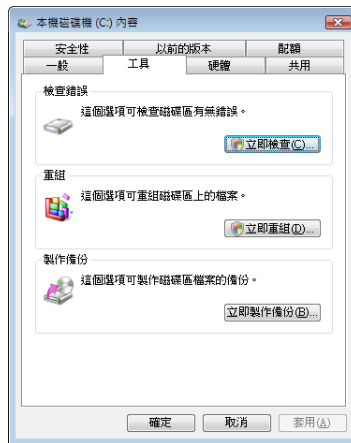 本機磁碟機 (C:) 內容
安全性 以前的版本 配額
一般 工具 硬體 共用
檢查錯誤
這個選項可檢查磁碟區有無錯誤。
立即檢查(C)...
重組
這個選項可重組磁碟區上的檔案。
立即重組(D)...
製作備份
這個選項可製作磁碟區檔案的備份。
立即製作備份(B)...
確定 取消 套用(A)